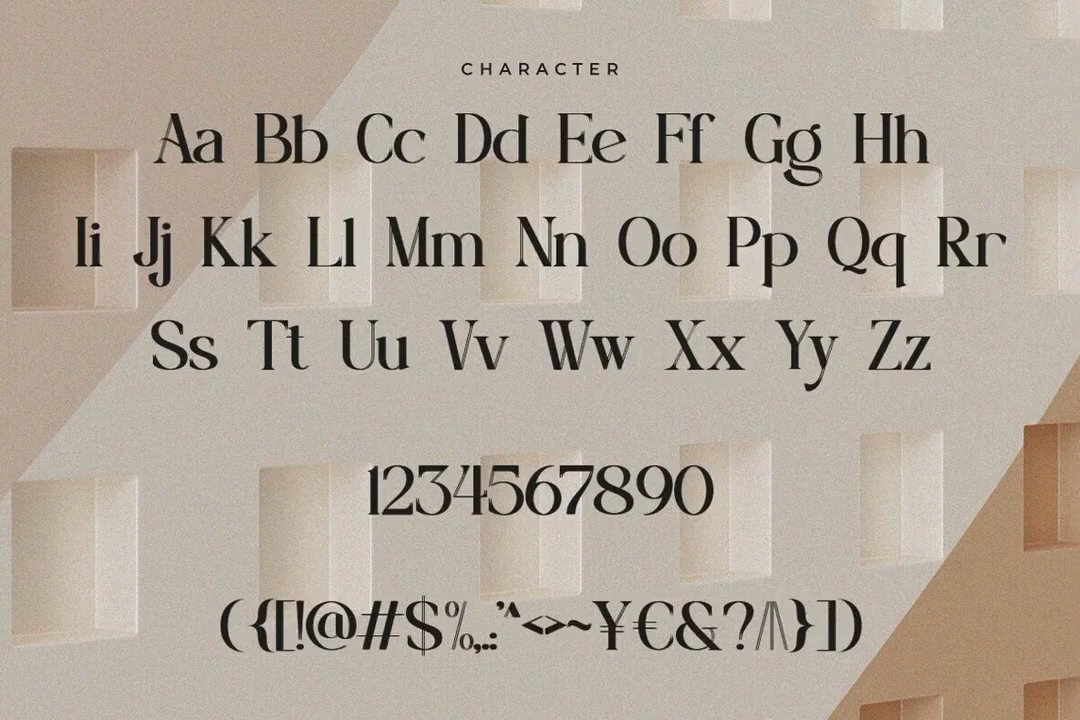 CHARACTER
Aa Bb Cc Dd Ee Ff Gg Hh
Ii Jj Kk Ll Mm Nn Oo Pp Qq Rr
Ss Tt Uu Vv Ww Xx Yy Zz
1234567890
({[!@#$%,.:'^<>~¥€&?/|\}])